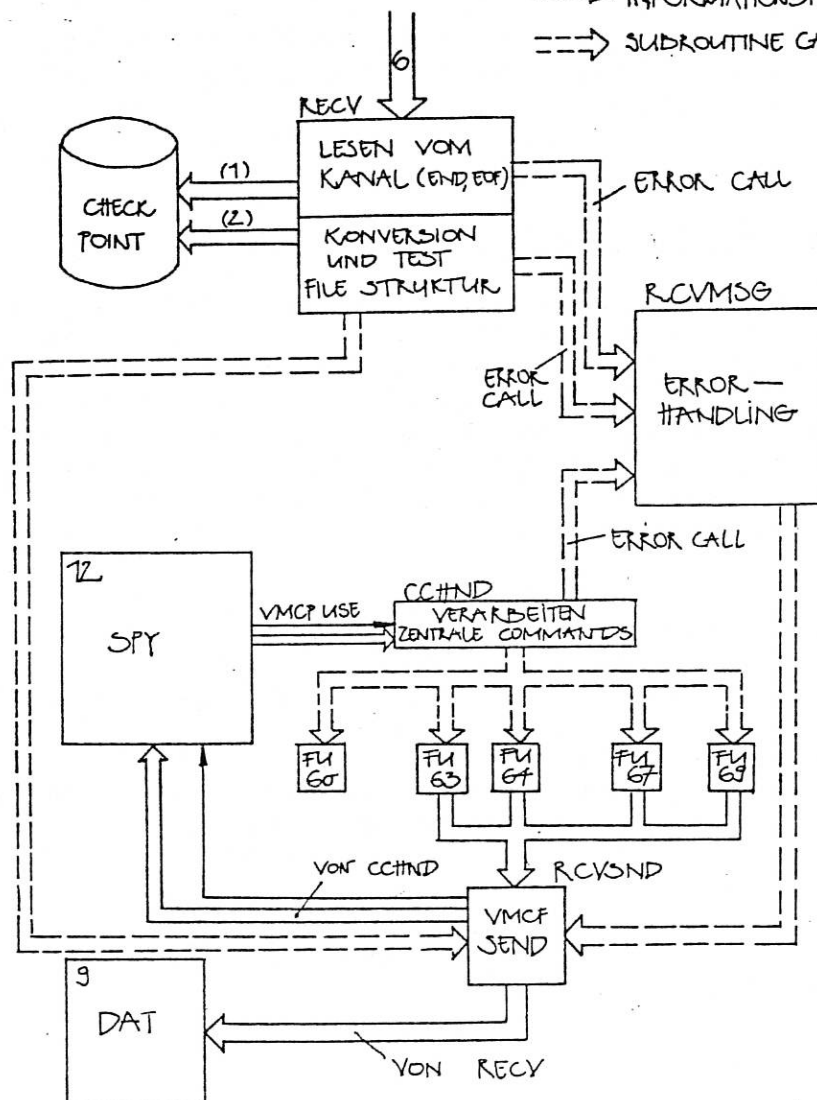 SUBROUTINE
6
RECV
LESEN VOM
KANAL (END, EOF)
(1)
(2)
CHECK
POINT
KONVERSION
UND TEST
FILE STRUKTUR
ERROR CALL
RCVMSG
ERROR
CALL
ERROR —
HANDLING
ERROR CALL
12
SPY
VMCP USE
CCHND
VERARBEITEN
ZENTRALE COMMANDS
FU
60
FU
63
FU
64
FU
67
FU
69
VON CCHND
RCVSND
VMCF
SEND
9
DAT
VON RECV